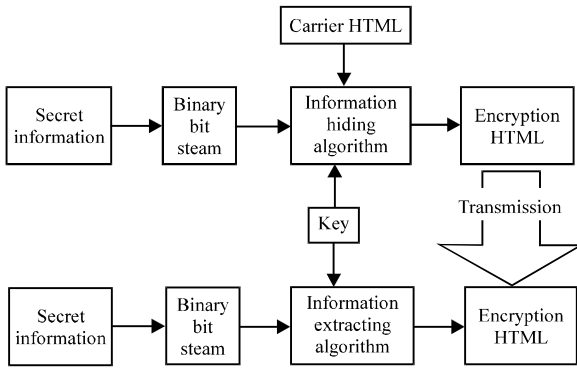 Carrier HTML
Secret
information
Binary
bit
steam
Information
hiding
algorithm
Encryption
HTML
Transmission
Key
Secret
information
Binary
bit
steam
Information
extracting
algorithm
Encryption
HTML